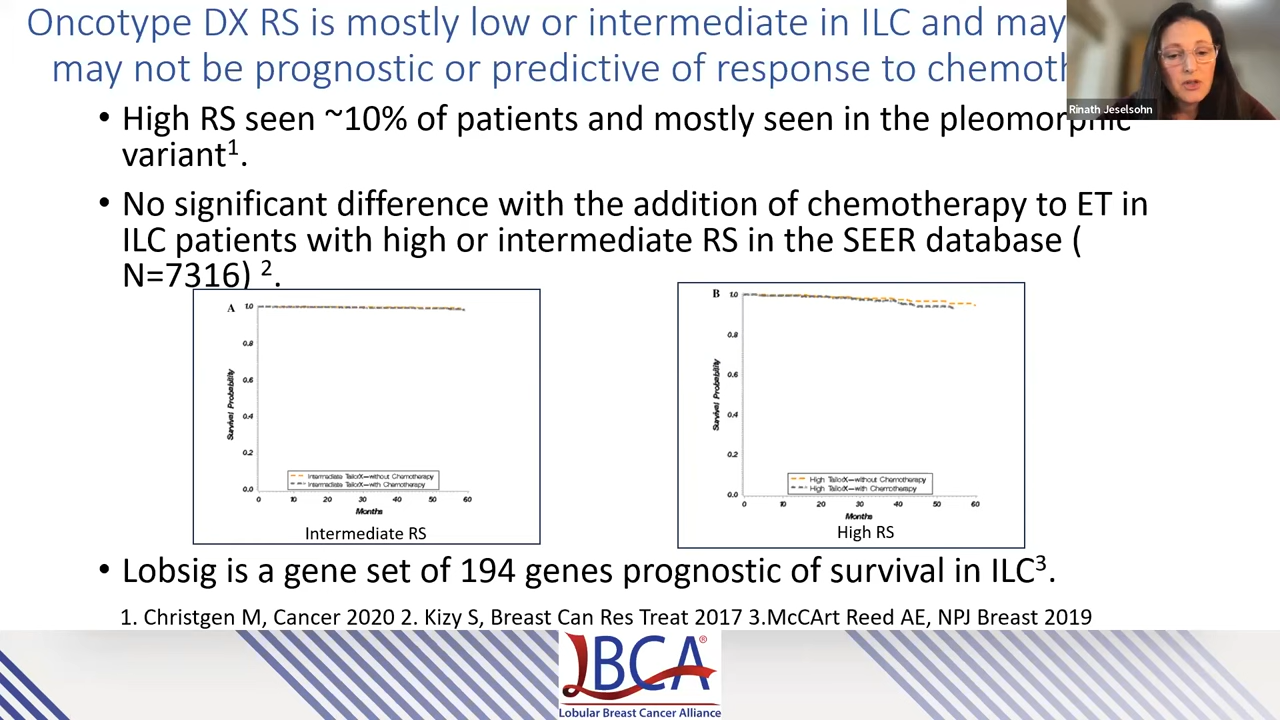 Oncotype DX RS is mostly low or intermediate in ILC and may
may not be prognostic or predictive of response to
Rinath Jeselsohn
• High RS seen ~10% of patients and mostly seen in the pleomorphic
variant1.
• No significant difference with the addition of chemotherapy to ET in
ILC patients with high or intermediate RS in the SEER database (
N=7316) 2.
A
1.0
0.8
0.6
0.4
0.2
0.0
Survival Probability
Intermediate TailorX—without Chemotherapy
Intermediate TailorX—with Chemotherapy
0 10 20 30 40 50 60
Months
Intermediate RS
B
1.0
0.8
0.6
0.4
0.2
0.0
Survival Probability
High TailorX—without Chemotherapy
High TailorX—with Chemotherapy
0 10 20 30 40 50 60
Months
High RS
• Lobsig is a gene set of 194 genes prognostic of survival in ILC3.
1. Christgen M, Cancer 2020 2. Kizy S, Breast Can Res Treat 2017 3.McCArt Reed AE, NPJ Breast 2019
LBCA®
Lobular Breast Cancer Alliance